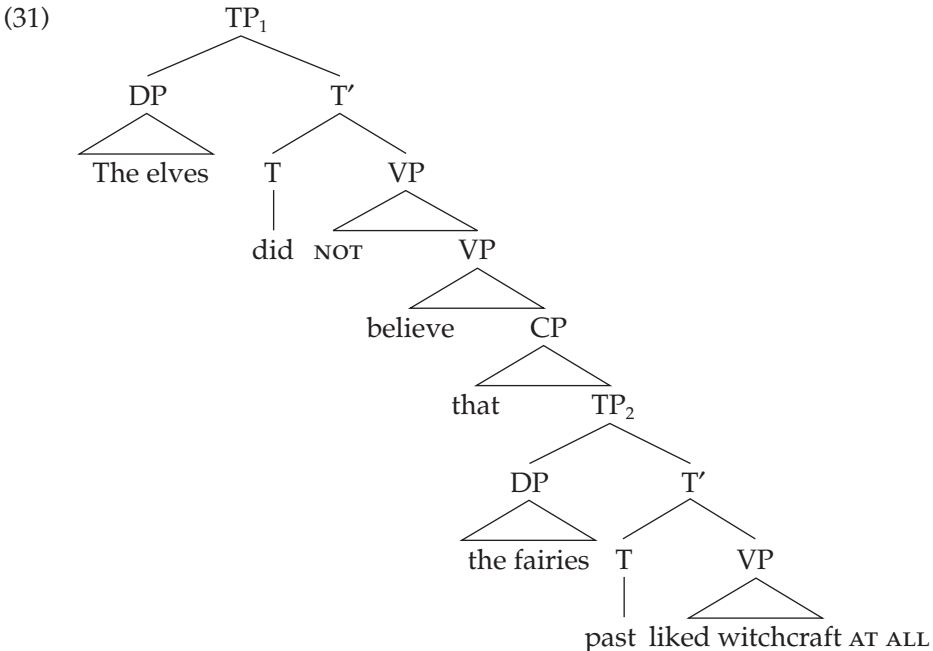 (31) TP₁
DP T′
The elves T VP
did NOT VP
believe CP
that TP₂
DP T′
the fairies T VP
past liked witchcraft AT ALL